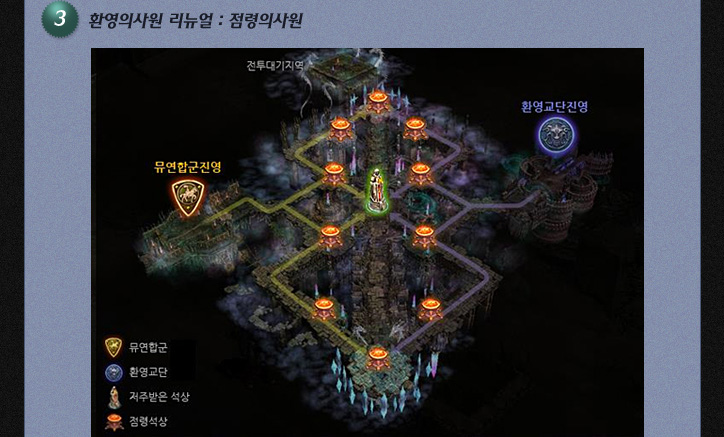 3 환영의사원 리뉴얼 : 점령의사원
전투대기지역
환영교단진영
뮤연합군진영
뮤연합군
환영교단
저주받은 석상
점령석상